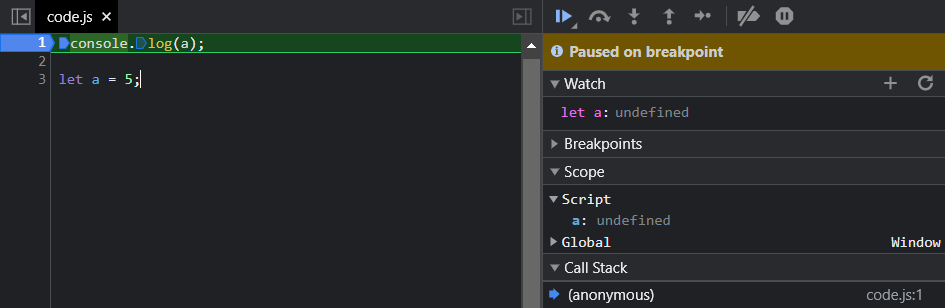 code.js ×
1 console.log(a);
2
3 let a = 5;
Paused on breakpoint
Watch
let a: undefined
Breakpoints
Scope
Script
a: undefined
Global Window
Call Stack
(anonymous) code.js:1